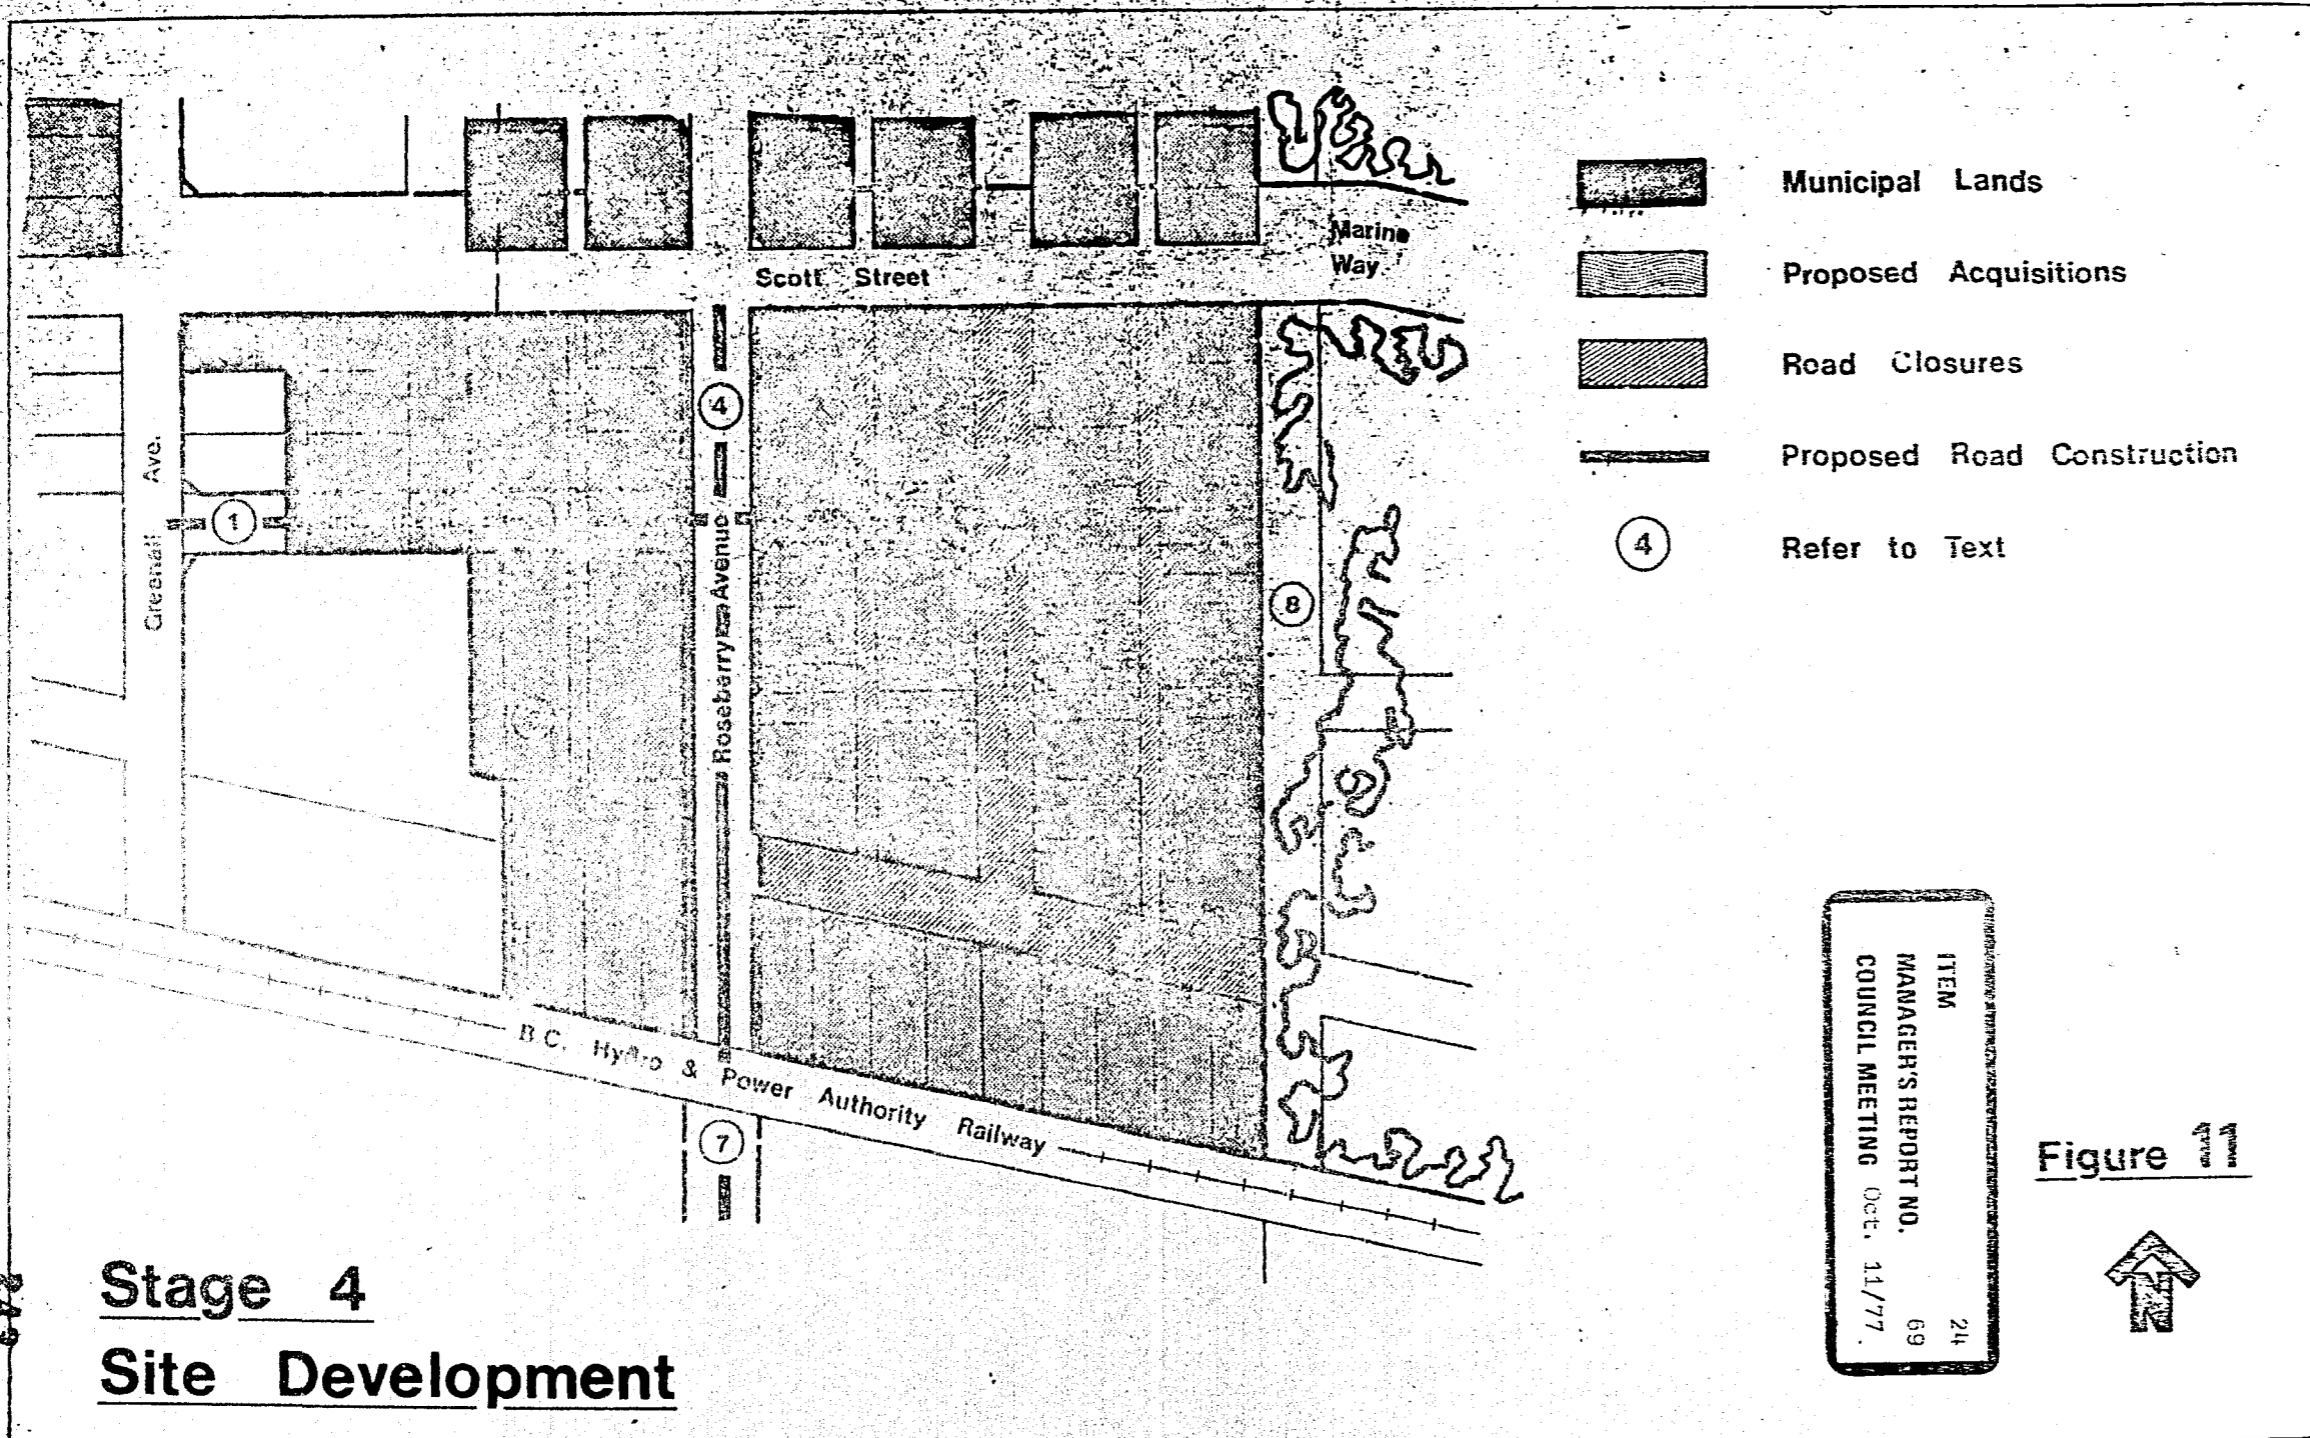 Municipal Lands
Proposed Acquisitions
Road Closures
Proposed Road Construction
4 Refer to Text
Scott Street
Marine
Way
Greenall Ave.
Roseberry Avenue
1
4
8
7
B.C. Hydro & Power Authority Railway
ITEM 24
MANAGER'S REPORT NO. 69
COUNCIL MEETING Oct. 11/77
Figure 11
N
Stage 4
Site Development